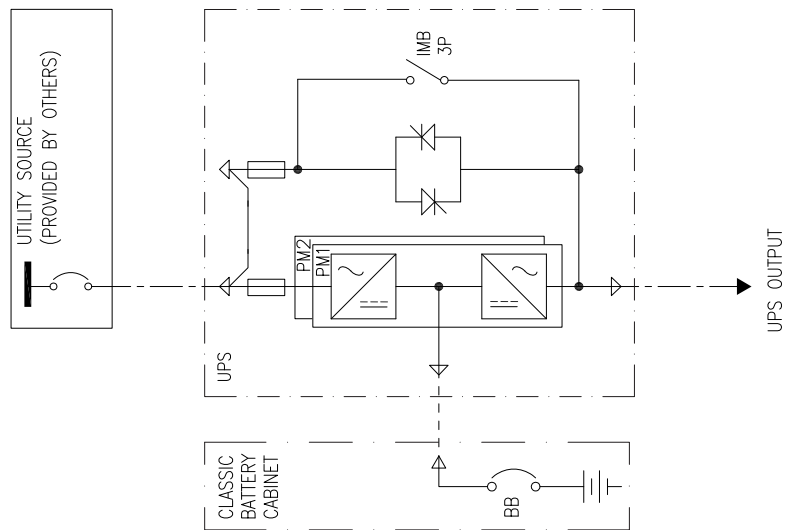 UTILITY SOURCE
(PROVIDED BY OTHERS)
IMB
3P
PM2
PM1
UPS
UPS OUTPUT
CLASSIC
BATTERY
CABINET
BB